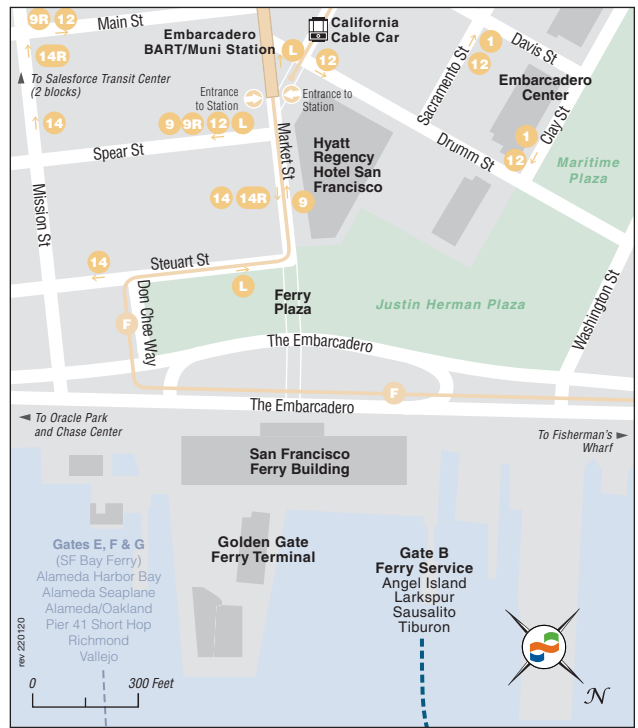 9R 12
Main St
Embarcadero
BART/Muni Station
L
California
Cable Car
12
14R
To Salesforce Transit Center
(2 blocks)
Entrance
to Station
Entrance to
Station
Sacramento St
1
12
Davis St
Embarcadero
Center
Clay St
1
12
14
9 9R 12 L
Spear St
Market St
Hyatt
Regency
Hotel San
Francisco
Drumm St
Maritime
Plaza
Mission St
14 14R
9
14
Steuart St
L
Don Chee Way
F
Ferry
Plaza
Justin Herman Plaza
Washington St
The Embarcadero
F
The Embarcadero
To Oracle Park
and Chase Center
To Fisherman's
Wharf
San Francisco
Ferry Building
Gates E, F & G
(SF Bay Ferry)
Alameda Harbor Bay
Alameda Seaplane
Alameda/Oakland
Pier 41 Short Hop
Richmond
Vallejo
Golden Gate
Ferry Terminal
Gate B
Ferry Service
Angel Island
Larkspur
Sausalito
Tiburon
rev 220120
0 300 Feet
N